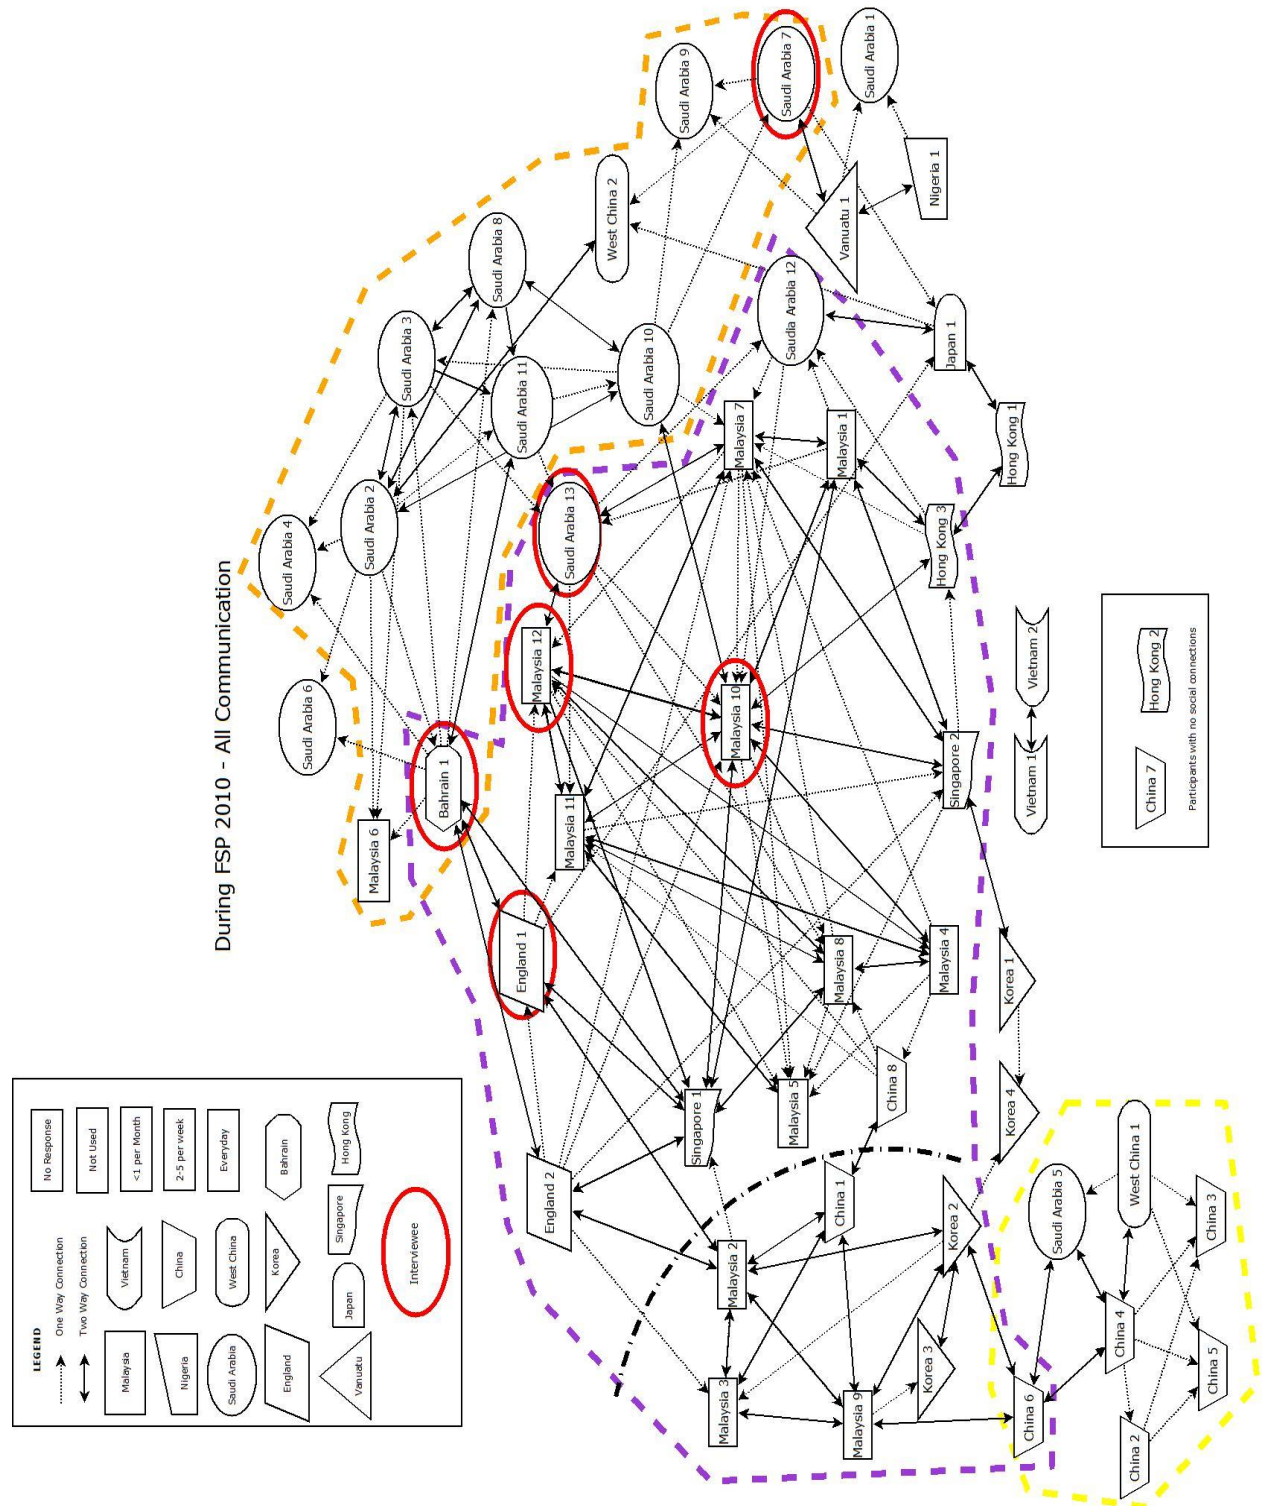 During FSP 2010 - All Communication
LEGEND
One Way Connection
Two Way Connection
No Response
Not Used
<1 per Month
2-5 per week
Everyday
Malaysia
Nigeria
Saudi Arabia
England
Vanuatu
Vietnam
China
West China
Korea
Japan
Singapore
Bahrain
Hong Kong
Interviewee
Saudi Arabia 9
Saudi Arabia 7
Saudi Arabia 1
Nigeria 1
Vanuatu 1
West China 2
Saudi Arabia 8
Saudi Arabia 3
Saudi Arabia 11
Saudi Arabia 10
Saudia Arabia 12
Japan 1
Hong Kong 1
Hong Kong 3
Malaysia 7
Malaysia 1
Saudi Arabia 4
Saudi Arabia 2
Saudi Arabia 13
Saudi Arabia 6
Bahrain 1
Malaysia 6
Malaysia 12
Malaysia 11
Malaysia 10
Singapore 2
Vietnam 1
Vietnam 2
England 1
Malaysia 8
Malaysia 4
Korea 1
Korea 4
Singapore 1
Malaysia 5
China 8
England 2
Malaysia 2
China 1
Korea 2
Malaysia 3
Malaysia 9
Korea 3
China 6
Saudi Arabia 5
West China 1
China 3
China 4
China 5
China 2
China 7
Hong Kong 2
Participants with no social connections